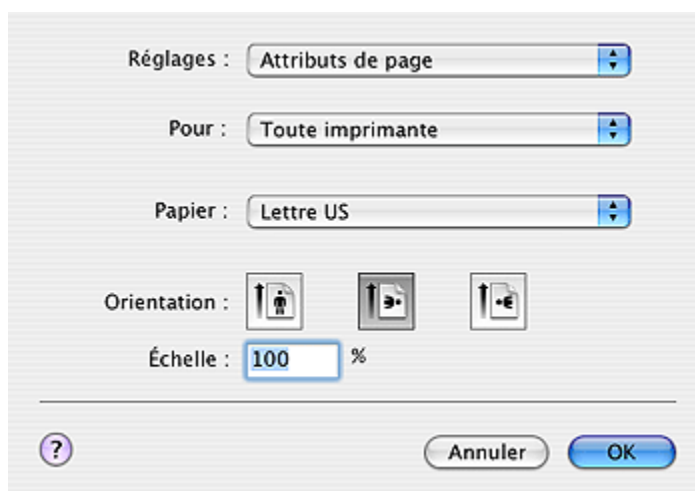 Réglages : Attributs de page
Pour : Toute imprimante
Papier : Lettre US
Orientation :
Échelle : 100 %
? Annuler OK